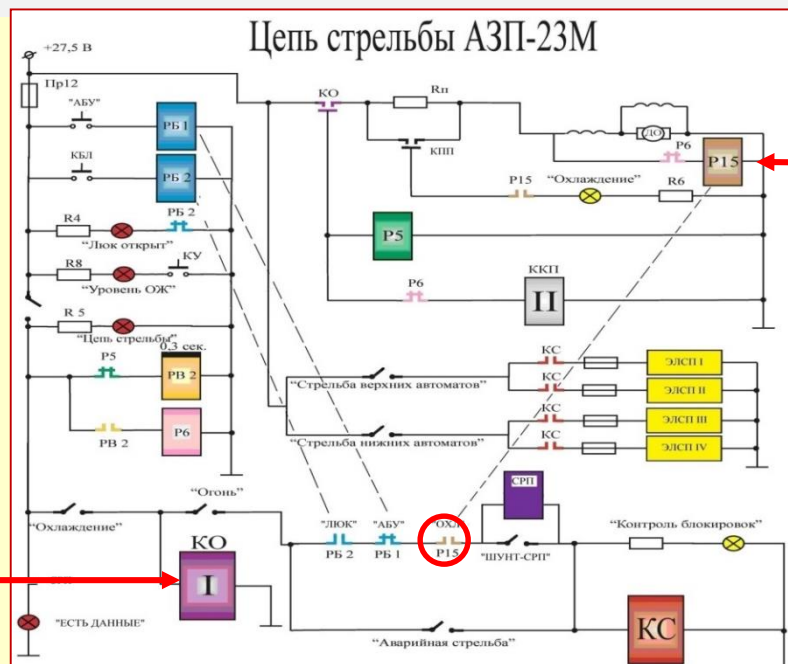 Цепь стрельбы АЗП-23М
+27,5 В
Пр12
"АБУ"
РБ 1
КБЛ
РБ 2
R4
РБ 2
"Люк открыт"
R8
КУ
"Уровень ОЖ"
R 5
"Цепь стрельбы"
0,3 сек.
Р5
РВ 2
РВ 2
Р6
КО
Rп
КПП
ДО
Р6
Р15
Р15
"Охлаждение"
R6
Р5
Р6
ККП
II
"Стрельба верхних автоматов"
КС
ЭЛСП I
КС
ЭЛСП II
"Стрельба нижних автоматов"
КС
ЭЛСП III
КС
ЭЛСП IV
"Охлаждение"
"Огонь"
КО
I
"ЕСТЬ ДАННЫЕ"
"ЛЮК"
РБ 2
"АБУ"
РБ 1
"ОХЛ
Р15
СРП
"ШУНТ-СРП"
"Контроль блокировок"
"Аварийная стрельба"
КС